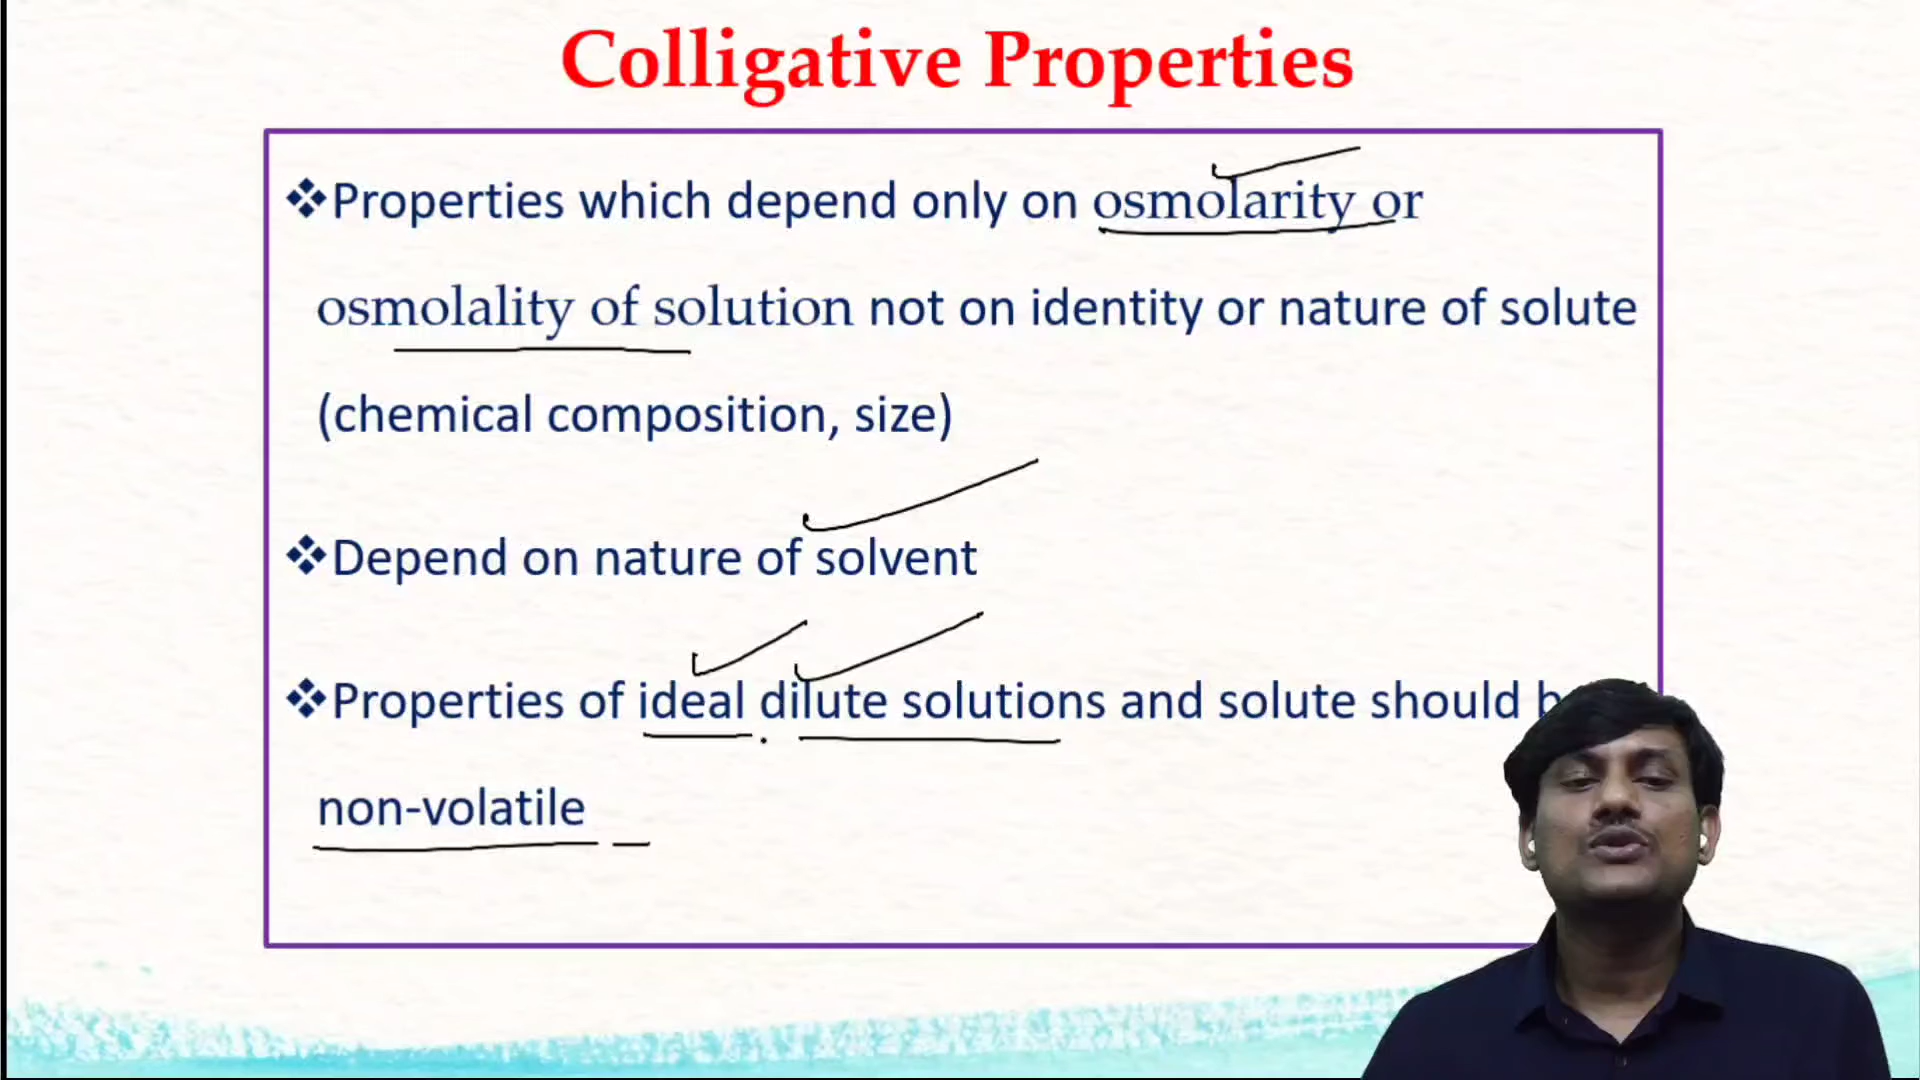 Colligative Properties
❖Properties which depend only on osmolarity or
osmolality of solution not on identity or nature of solute
(chemical composition, size)
❖Depend on nature of solvent
❖Properties of ideal dilute solutions and solute should
non-volatile